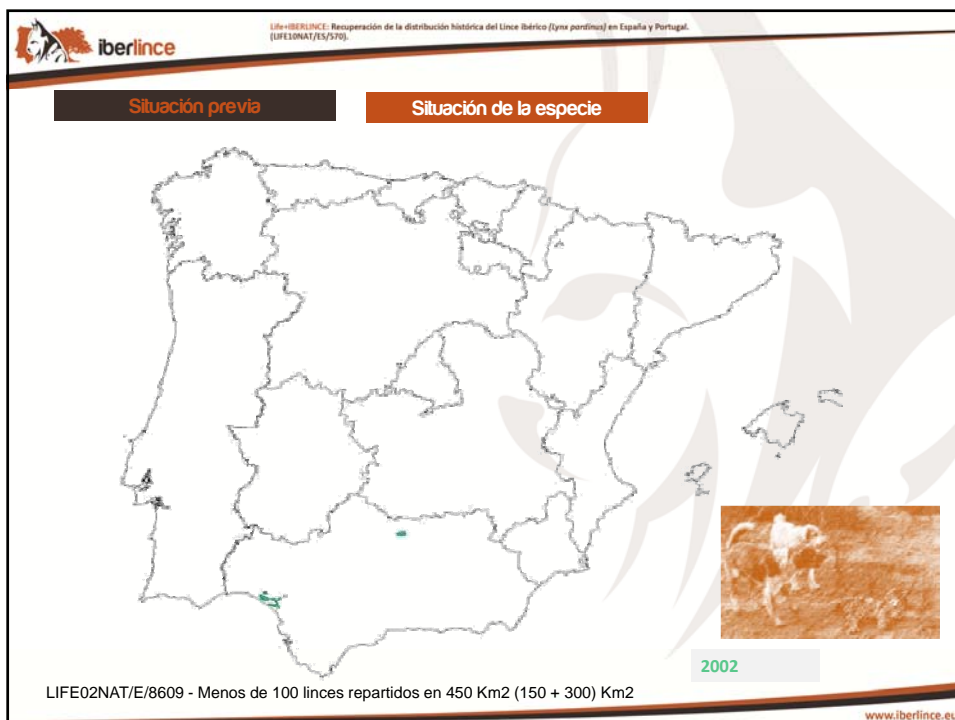 iberlince
Life+IBERLINCE: Recuperación de la distribución histórica del Lince Ibérico (Lynx pardinus) en España y Portugal.
(LIFE10NAT/ES/570).
Situación previa
Situación de la especie
2002
LIFE02NAT/E/8609 - Menos de 100 linces repartidos en 450 Km2 (150 + 300) Km2
www.iberlince.eu